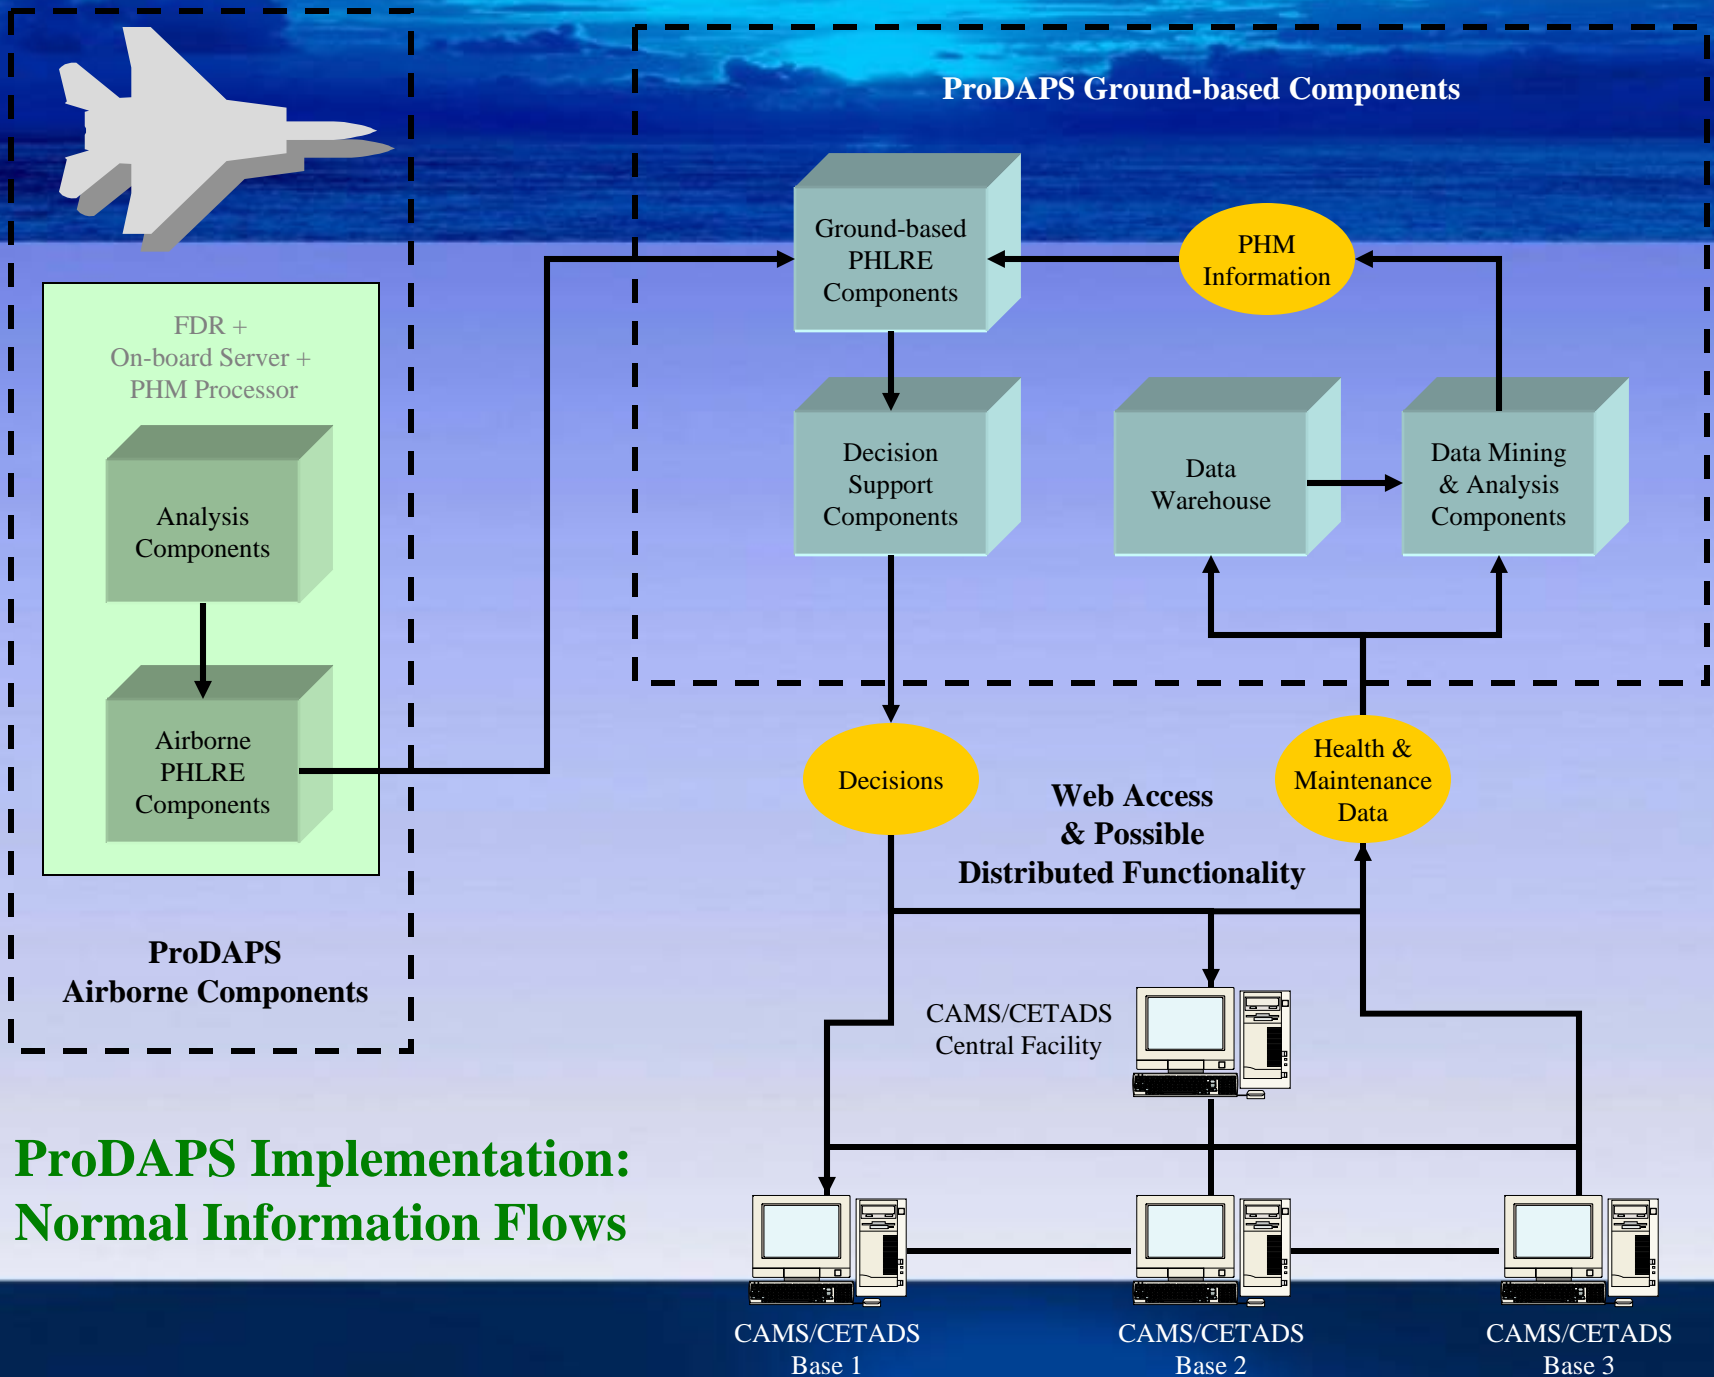 ProDAPS Ground-based Components
FDR +
On-board Server +
PHM Processor
Analysis
Components
Airborne
PHLRE
Components
ProDAPS
Airborne Components
Ground-based
PHLRE
Components
PHM
Information
Decision
Support
Components
Data
Warehouse
Data Mining
& Analysis
Components
Decisions
Health &
Maintenance
Data
Web Access
& Possible
Distributed Functionality
CAMS/CETADS
Central Facility
ProDAPS Implementation:
Normal Information Flows
CAMS/CETADS
Base 1
CAMS/CETADS
Base 2
CAMS/CETADS
Base 3